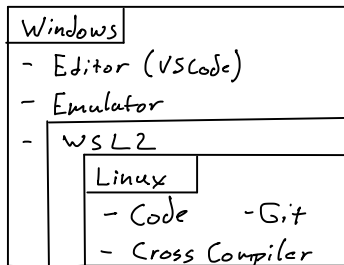 Windows
- Editor (VSCode)
- Emulator
- WSL2
Linux
- Code - Git
- Cross Compiler